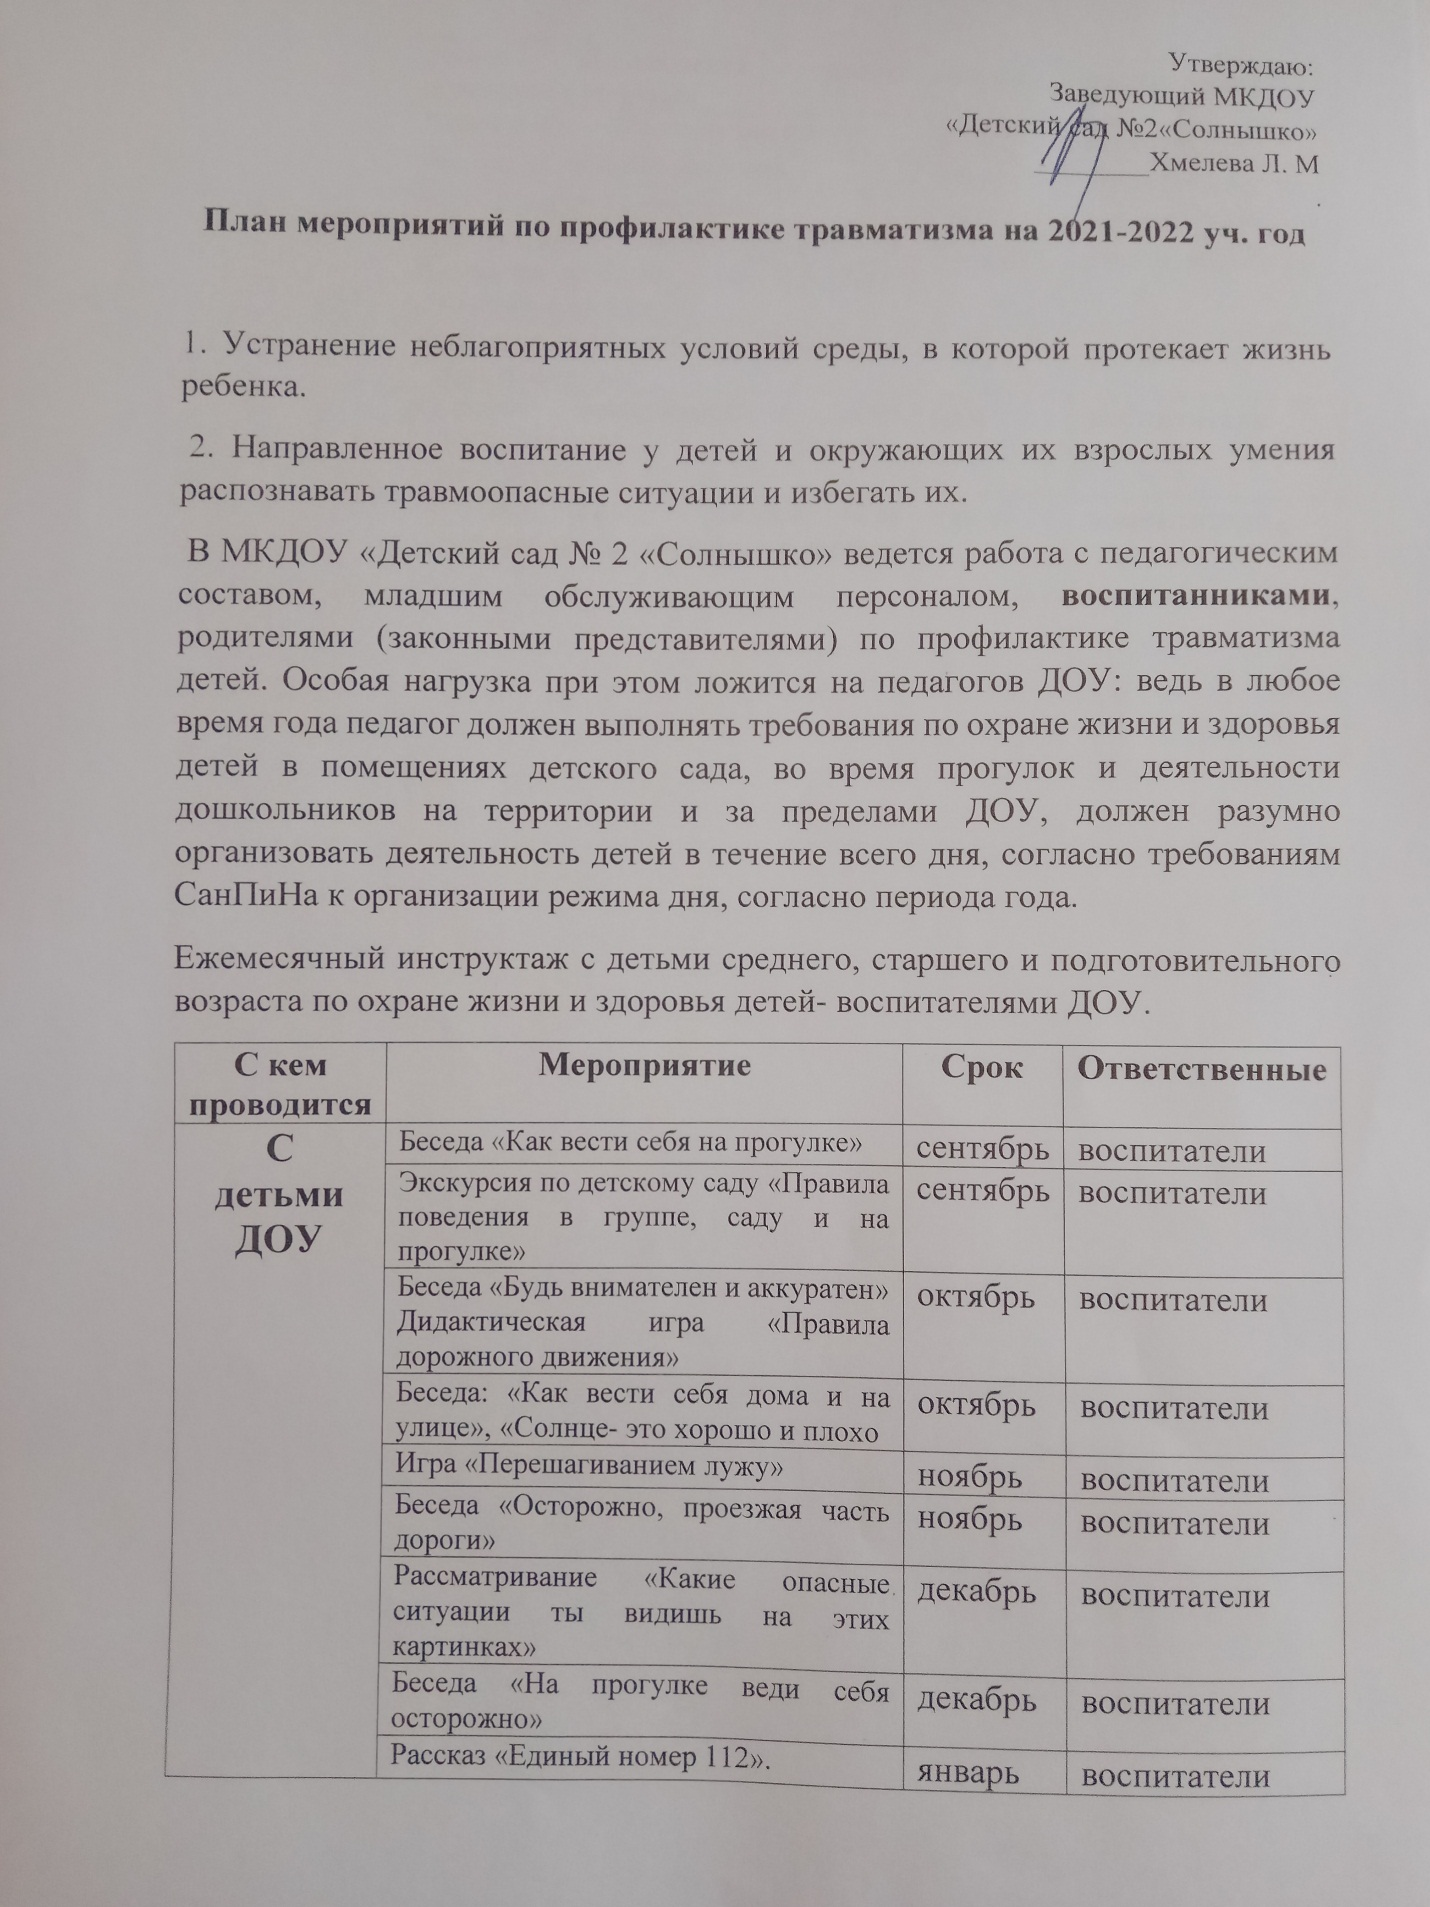 Утверждаю:
Заведующий МКДОУ
«Детский сад №2«Солнышко»
_________Хмелева Л. М
План мероприятий по профилактике травматизма на 2021-2022 уч. год
1. Устранение неблагоприятных условий среды, в которой протекает жизнь
ребенка.
2. Направленное воспитание у детей и окружающих их взрослых умения
распознавать травмоопасные ситуации и избегать их.
В МКДОУ «Детский сад № 2 «Солнышко» ведется работа с педагогическим
составом, младшим обслуживающим персоналом, воспитанниками,
родителями (законными представителями) по профилактике травматизма
детей. Особая нагрузка при этом ложится на педагогов ДОУ: ведь в любое
время года педагог должен выполнять требования по охране жизни и здоровья
детей в помещениях детского сада, во время прогулок и деятельности
дошкольников на территории и за пределами ДОУ, должен разумно
организовать деятельность детей в течение всего дня, согласно требованиям
СанПиНа к организации режима дня, согласно периода года.
Ежемесячный инструктаж с детьми среднего, старшего и подготовительного
возраста по охране жизни и здоровья детей- воспитателями ДОУ.
С кем
проводится
Мероприятие
Срок
Ответственные
С
детьми
ДОУ
Беседа «Как вести себя на прогулке»
сентябрь
воспитатели
Экскурсия по детскому саду «Правила
поведения в группе, саду и на
прогулке»
сентябрь
воспитатели
Беседа «Будь внимателен и аккуратен»
Дидактическая игра «Правила
дорожного движения»
октябрь
воспитатели
Беседа: «Как вести себя дома и на
улице», «Солнце- это хорошо и плохо
октябрь
воспитатели
Игра «Перешагиванием лужу»
ноябрь
воспитатели
Беседа «Осторожно, проезжая часть
дороги»
ноябрь
воспитатели
Рассматривание «Какие опасные
ситуации ты видишь на этих
картинках»
декабрь
воспитатели
Беседа «На прогулке веди себя
осторожно»
декабрь
воспитатели
Рассказ «Единый номер 112».
январь
воспитатели